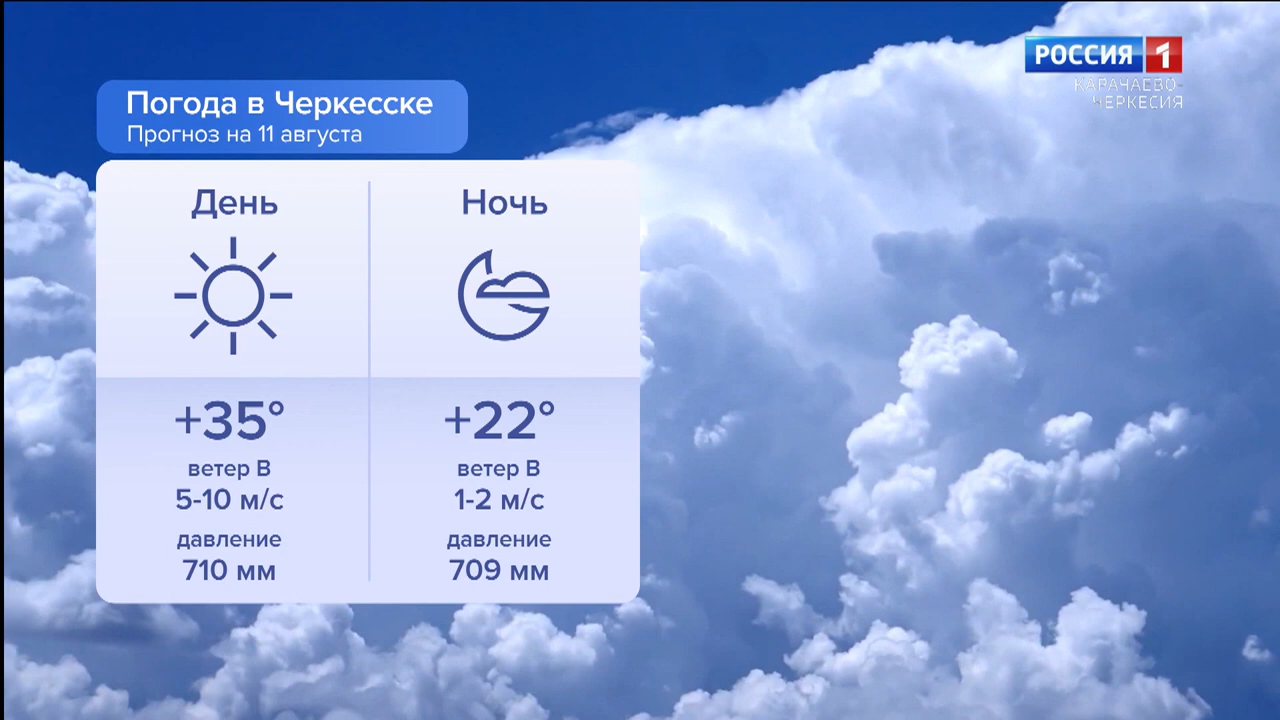 РОССИЯ 1
КАРАЧАЕВО-
ЧЕРКЕСИЯ
Погода в Черкесске
Прогноз на 11 августа
День
Ночь
+35°
+22°
ветер В
ветер В
5-10 м/с
1-2 м/с
давление
давление
710 мм
709 мм